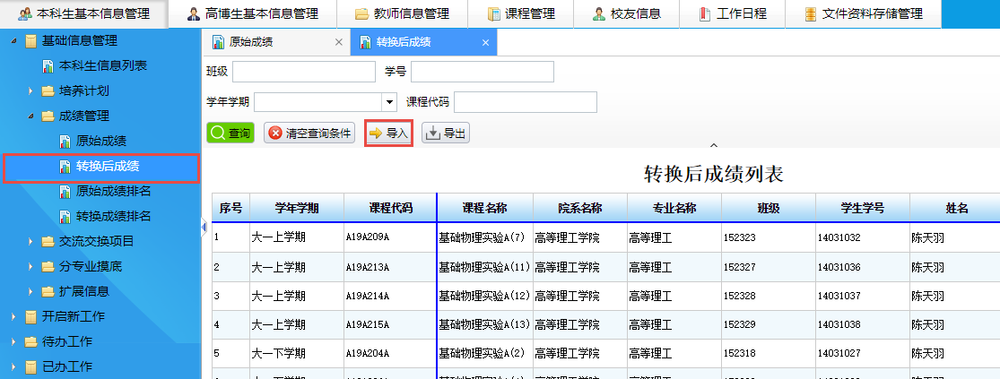 本科生基本信息管理 高博生基本信息管理 教师信息管理 课程管理 校友信息 工作日程 文件资料存储管理
基础信息管理
本科生信息列表
培养计划
成绩管理
原始成绩
转换后成绩
原始成绩排名
转换成绩排名
交流交换项目
分专业摸底
扩展信息
开启新工作
待办工作
已办工作
原始成绩 转换后成绩
班级 学号
学年学期 课程代码
查询 清空查询条件 导入 导出
转换后成绩列表
序号 学年学期 课程代码 课程名称 院系名称 专业名称 班级 学生学号 姓名
1 大一上学期 A19A209A 基础物理实验A(7) 高等理工学院 高等理工 152323 14031032 陈天羽
2 大一上学期 A19A213A 基础物理实验A(11) 高等理工学院 高等理工 152327 14031036 陈天羽
3 大一上学期 A19A214A 基础物理实验A(12) 高等理工学院 高等理工 152328 14031037 陈天羽
4 大一上学期 A19A215A 基础物理实验A(13) 高等理工学院 高等理工 152329 14031038 陈天羽
5 大一下学期 A19A204A 基础物理实验A(2) 高等理工学院 高等理工 152318 14031027 陈天羽